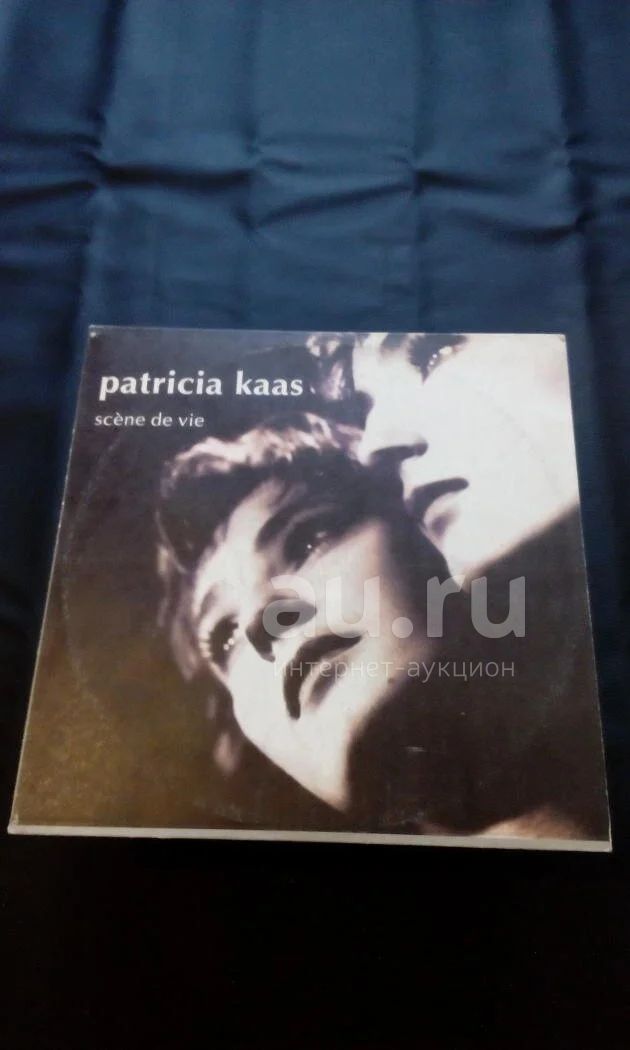 patricia kaas
scène de vie
au.ru
интернет-аукцион